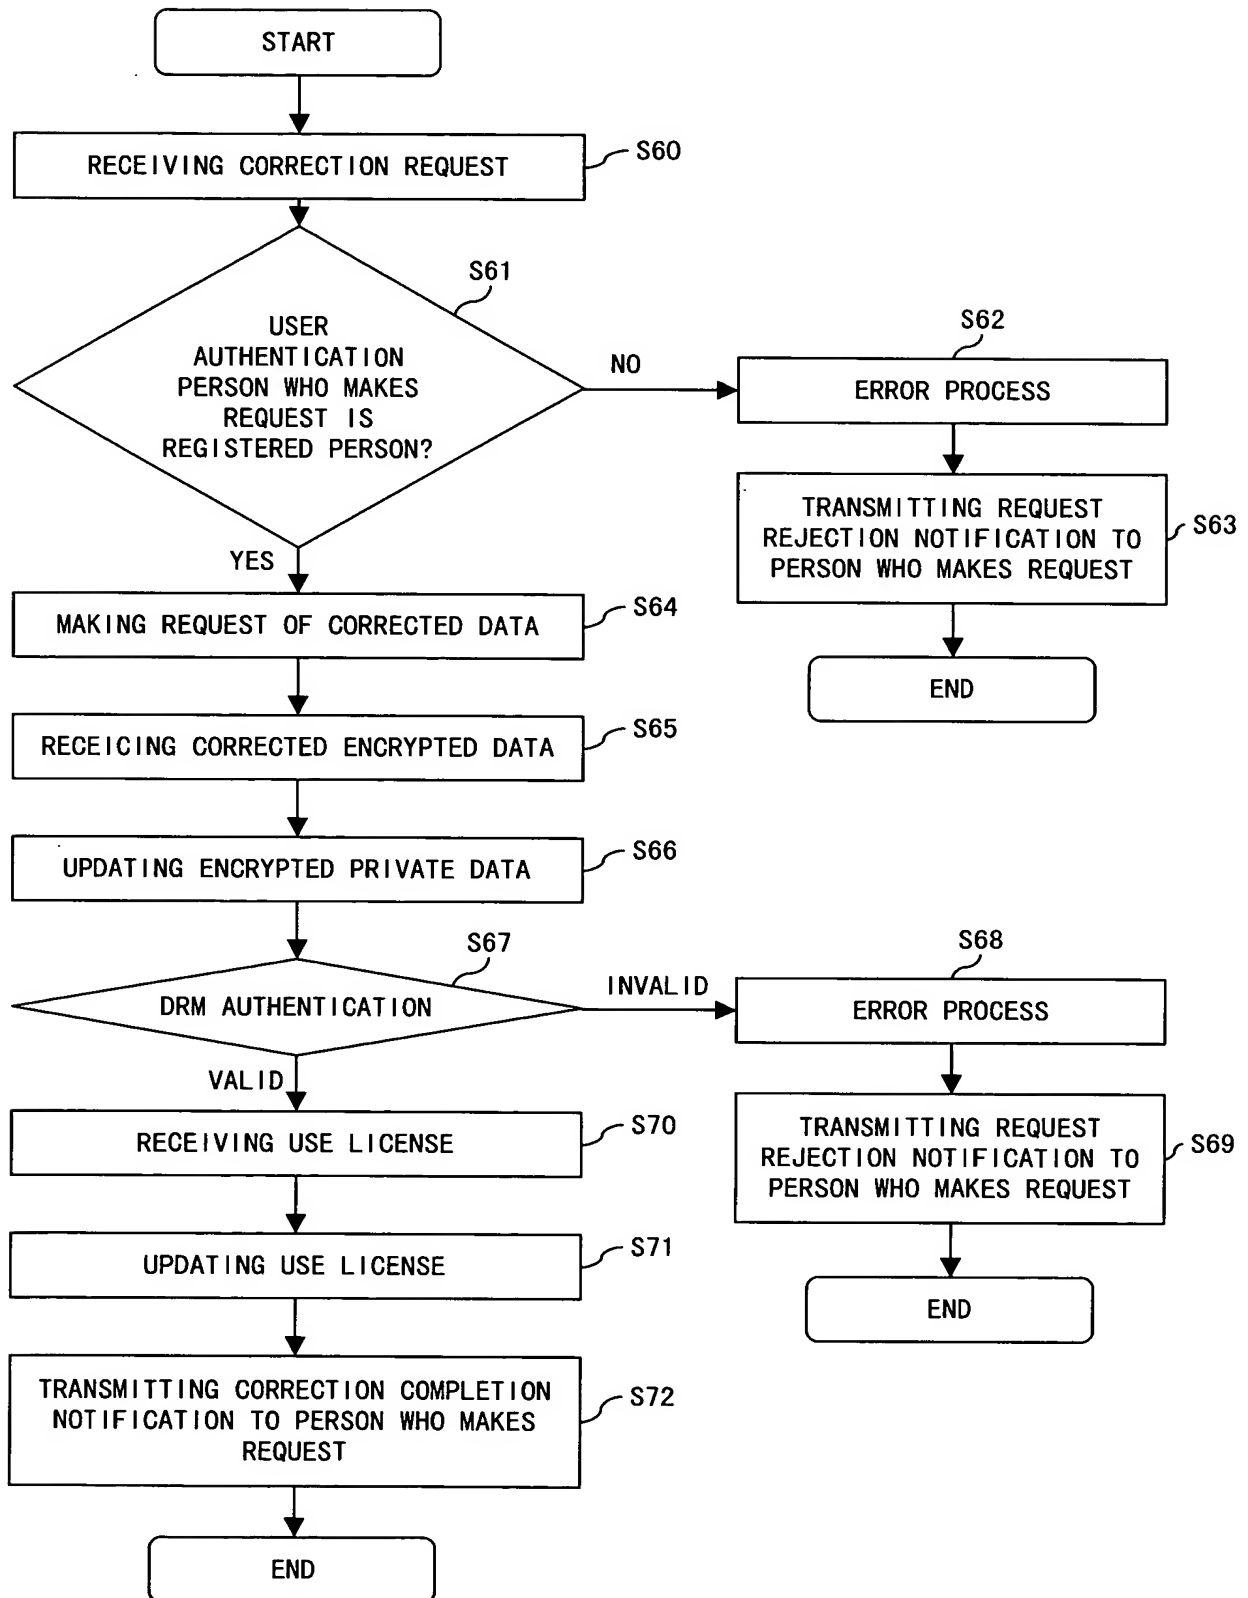 START
RECEIVING CORRECTION REQUEST
S60
S61
USER
AUTHENTICATION
PERSON WHO MAKES
REQUEST IS
REGISTERED PERSON?
NO
S62
ERROR PROCESS
TRANSMITTING REQUEST
REJECTION NOTIFICATION TO
PERSON WHO MAKES REQUEST
S63
END
YES
MAKING REQUEST OF CORRECTED DATA
S64
RECEICING CORRECTED ENCRYPTED DATA
S65
UPDATING ENCRYPTED PRIVATE DATA
S66
S67
DRM AUTHENTICATION
INVALID
S68
ERROR PROCESS
TRANSMITTING REQUEST
REJECTION NOTIFICATION TO
PERSON WHO MAKES REQUEST
S69
END
VALID
RECEIVING USE LICENSE
S70
UPDATING USE LICENSE
S71
TRANSMITTING CORRECTION COMPLETION
NOTIFICATION TO PERSON WHO MAKES
REQUEST
S72
END